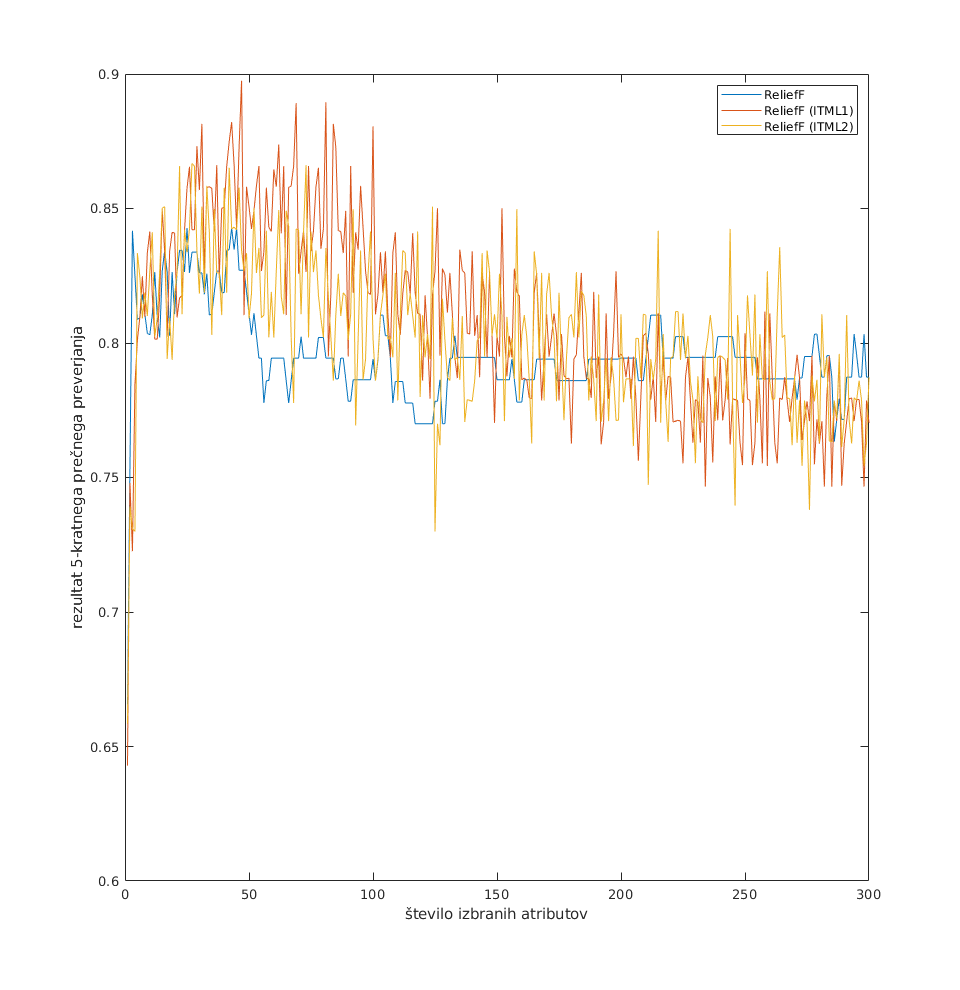 0.9
0.85
0.8
0.75
0.7
0.65
0.6
0
50
100
150
200
250
300
rezultat 5-kratnega prečnega preverjanja
število izbranih atributov
ReliefF
ReliefF (ITML1)
ReliefF (ITML2)